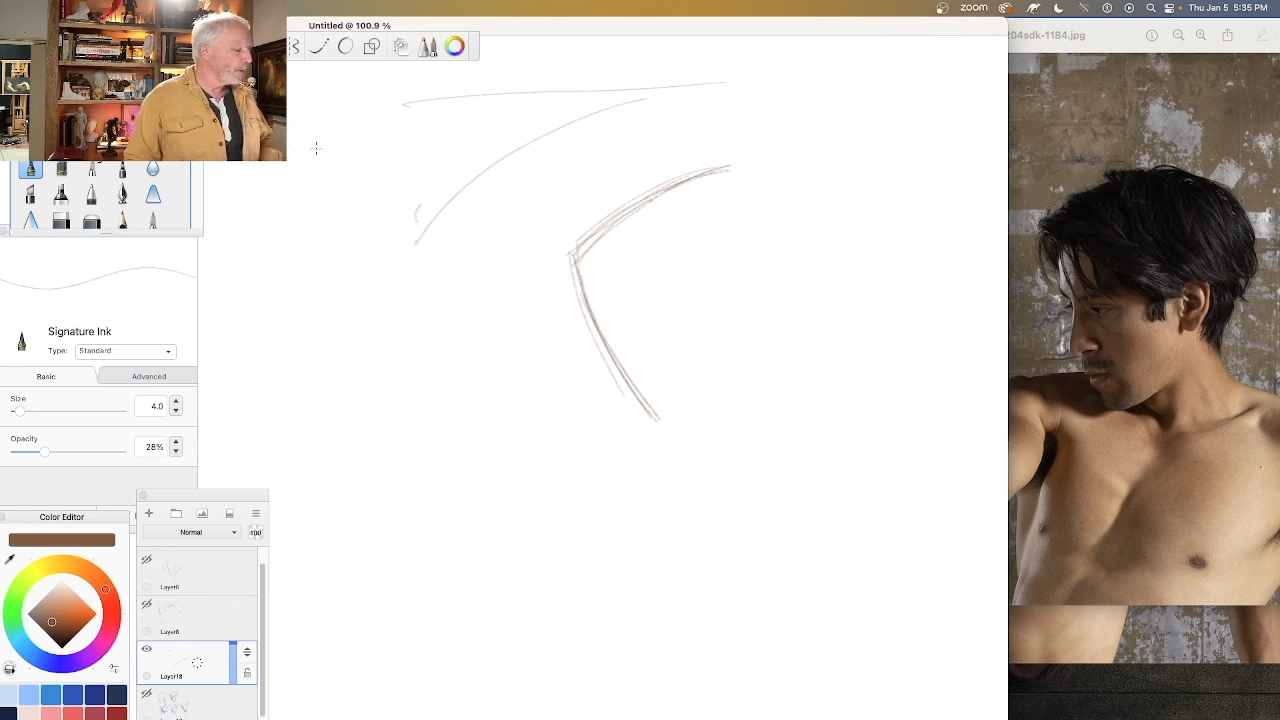 zoom
Thu Jan 5 5:35 PM
Untitled @ 100.9 %
04sdk-1184.jpg
Signature Ink
Type: Standard
Basic Advanced
Size
4.0
Opacity
28%
Color Editor
Normal
Layer6
Layer8
Layer18